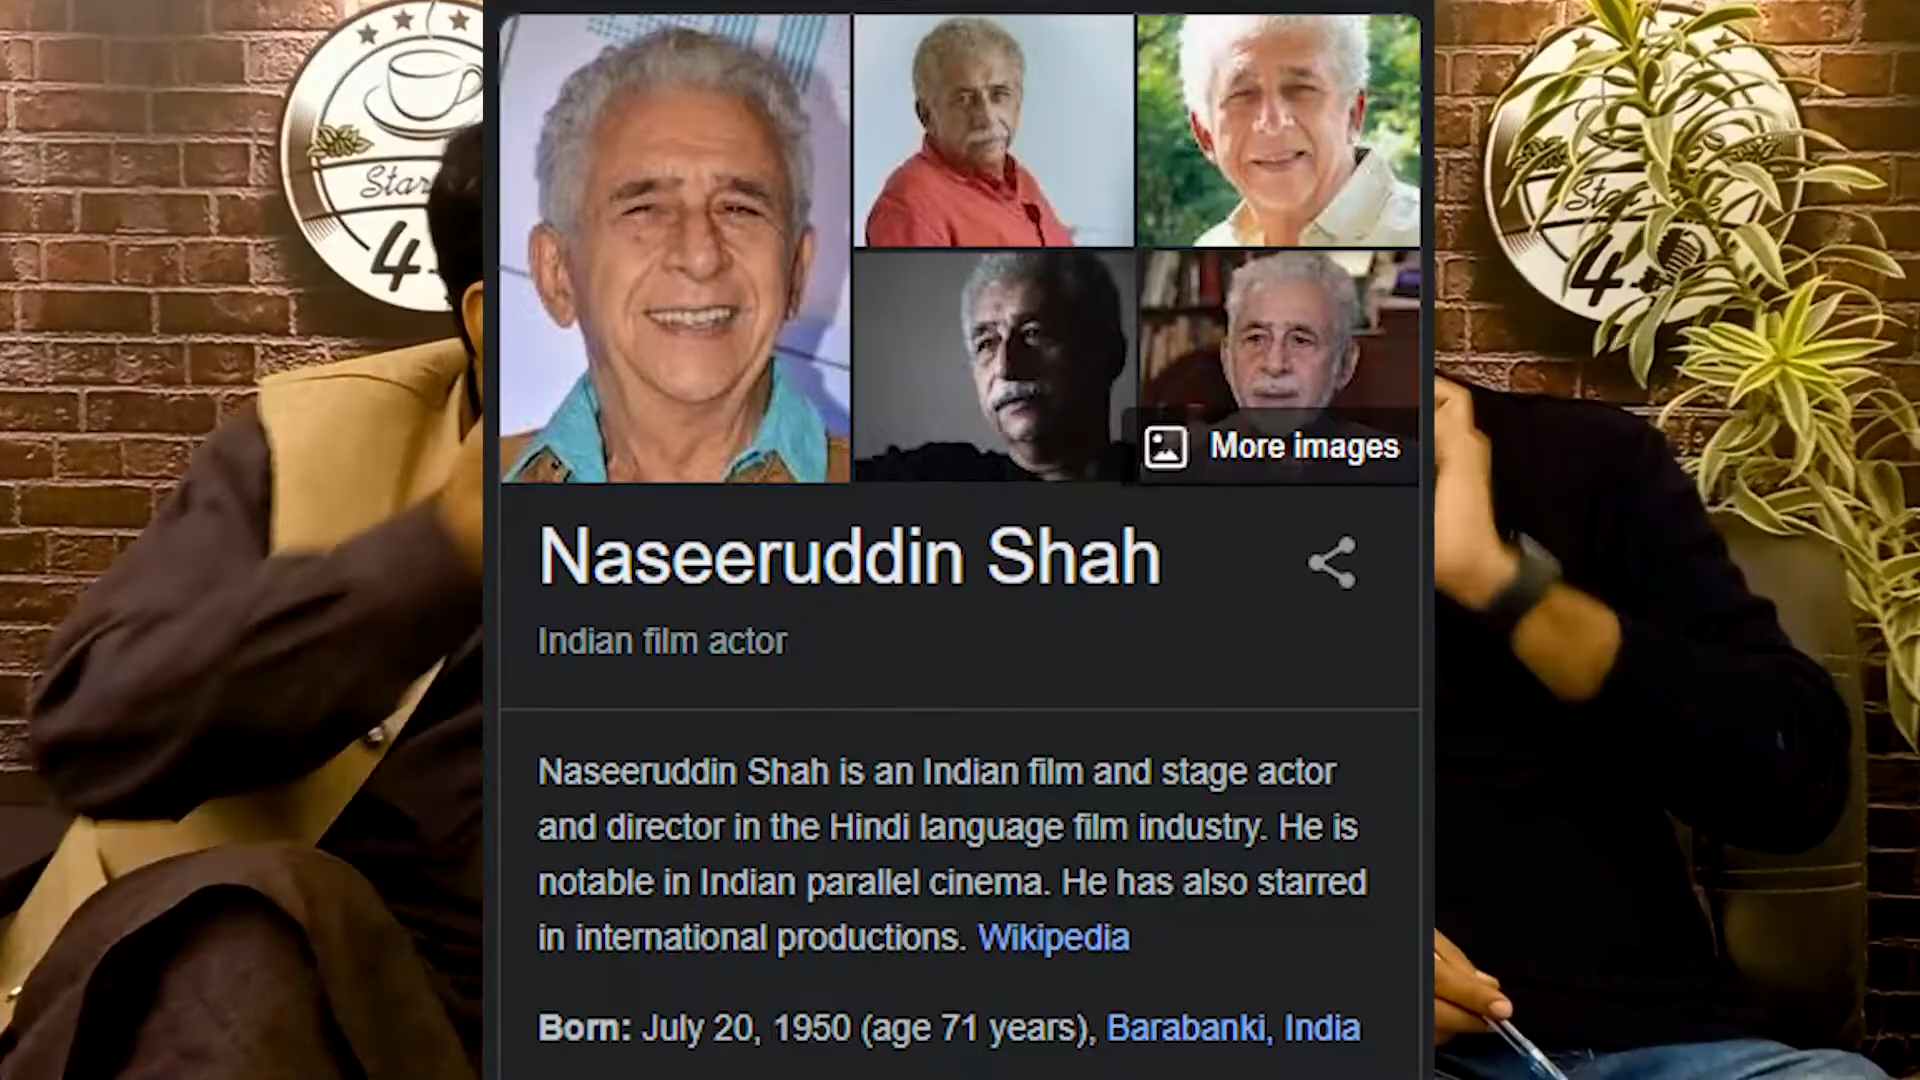 More images
Naseeruddin Shah
Indian film actor
Naseeruddin Shah is an Indian film and stage actor
and director in the Hindi language film industry. He is
notable in Indian parallel cinema. He has also starred
in international productions. Wikipedia
Born: July 20, 1950 (age 71 years), Barabanki, India
4